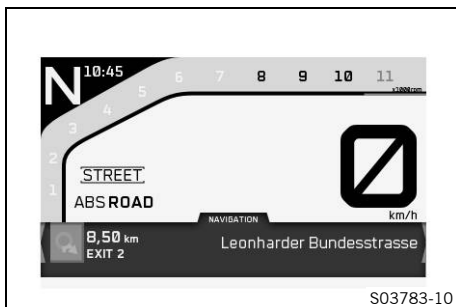 N 10:45
1 2 3 4 5 6 7 8 9 10 11
x1000rpm
STREET
ABS ROAD
0
km/h
NAVIGATION
8,50 km
EXIT 2
Leonharder Bundesstrasse
S03783-10